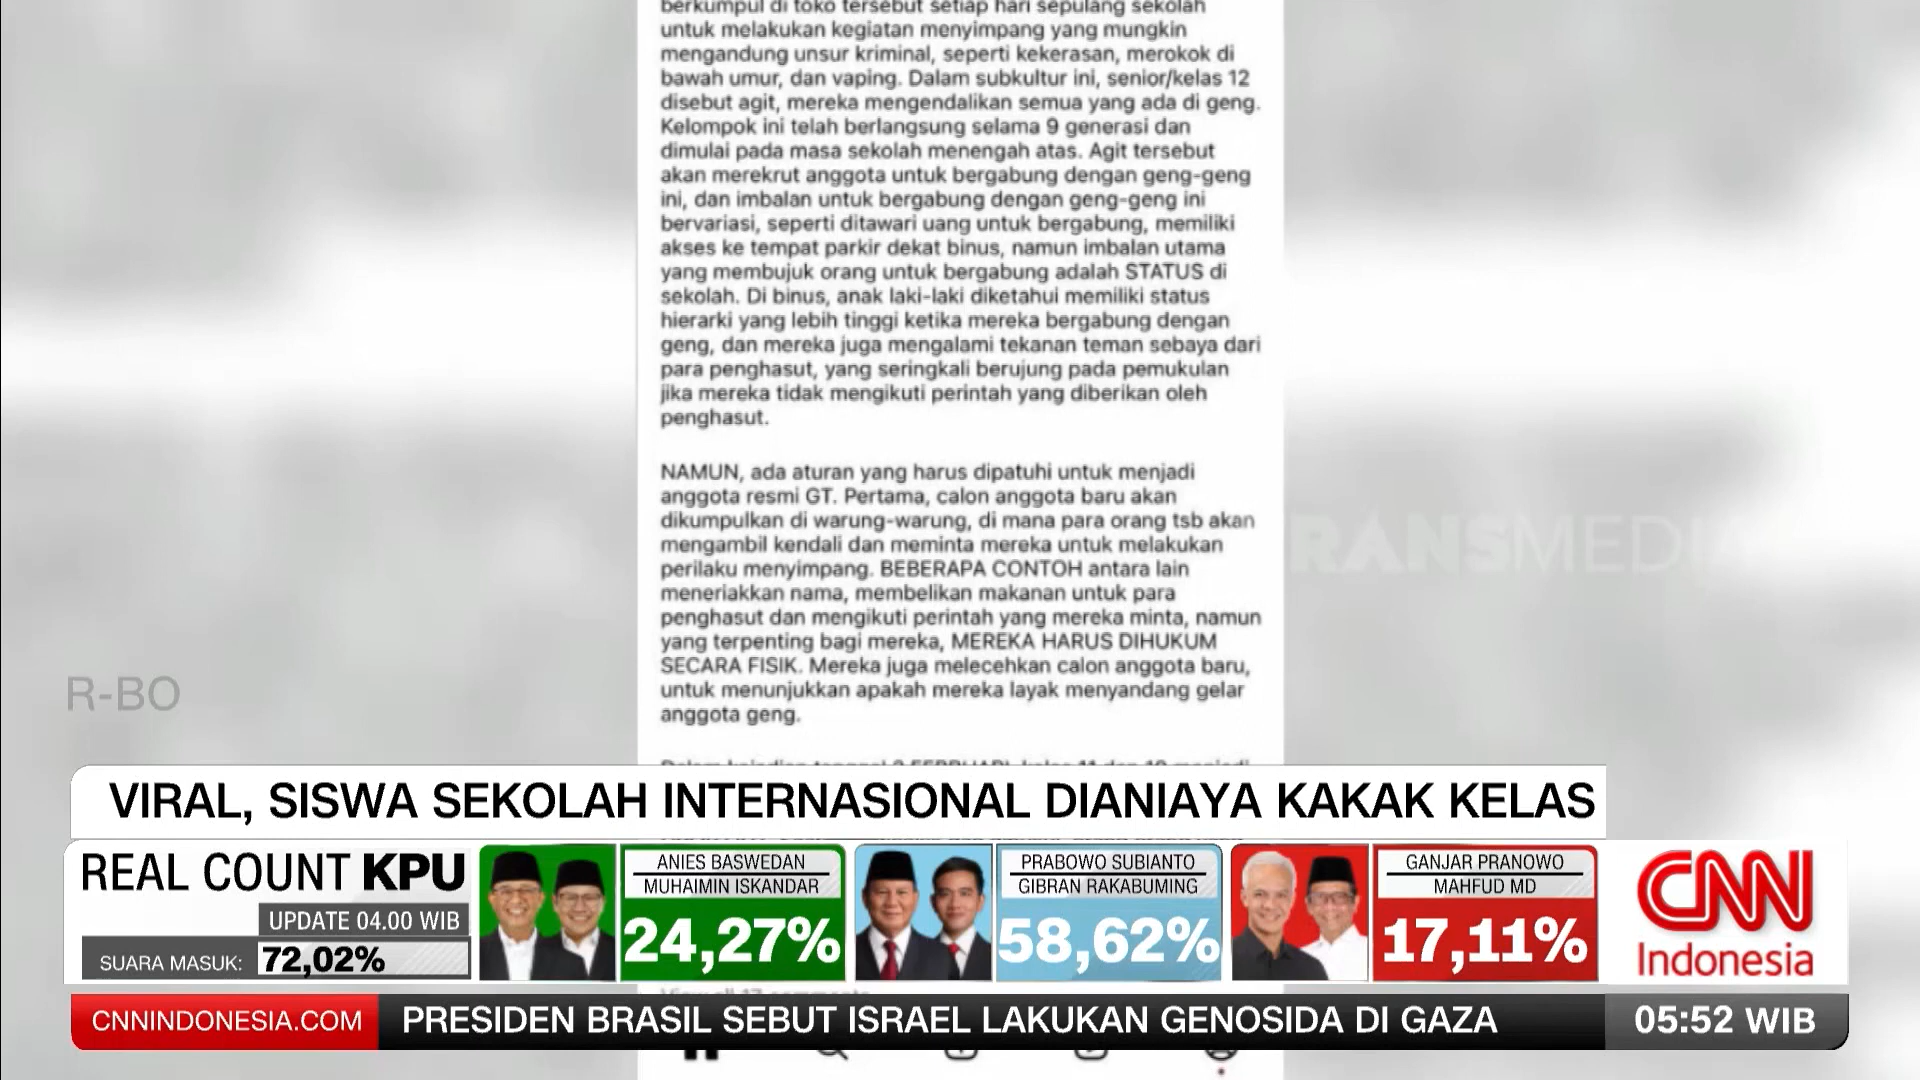 berkumpul di toko tersebut setiap hari sepulang sekolah
untuk melakukan kegiatan menyimpang yang mungkin
mengandung unsur kriminal, seperti kekerasan, merokok di
bawah umur, dan vaping. Dalam subkultur ini, senior/kelas 12
disebut agit, mereka mengendalikan semua yang ada di geng.
Kelompok ini telah berlangsung selama 9 generasi dan
dimulai pada masa sekolah menengah atas. Agit tersebut
akan merekrut anggota untuk bergabung dengan geng-geng
ini, dan imbalan untuk bergabung dengan geng-geng ini
bervariasi, seperti ditawari uang untuk bergabung, memiliki
akses ke tempat parkir dekat binus, namun imbalan utama
yang membujuk orang untuk bergabung adalah STATUS di
sekolah. Di binus, anak laki-laki diketahui memiliki status
hierarki yang lebih tinggi ketika mereka bergabung dengan
geng, dan mereka juga mengalami tekanan teman sebaya dari
para penghasut, yang seringkali berujung pada pemukulan
jika mereka tidak mengikuti perintah yang diberikan oleh
penghasut.
NAMUN, ada aturan yang harus dipatuhi untuk menjadi
anggota resmi GT. Pertama, calon anggota baru akan
dikumpulkan di warung-warung, di mana para orang tsb akan
mengambil kendali dan meminta mereka untuk melakukan
perilaku menyimpang. BEBERAPA CONTOH antara lain
meneriakkan nama, membelikan makanan untuk para
penghasut dan mengikuti perintah yang mereka minta, namun
yang terpenting bagi mereka, MEREKA HARUS DIHUKUM
SECARA FISIK. Mereka juga melecehkan calon anggota baru,
untuk menunjukkan apakah mereka layak menyandang gelar
anggota geng.
RANSMEDIA
R-BO
VIRAL, SISWA SEKOLAH INTERNASIONAL DIANIAYA KAKAK KELAS
REAL COUNT KPU
UPDATE 04.00 WIB
SUARA MASUK: 72,02%
ANIES BASWEDAN
MUHAIMIN ISKANDAR
24,27%
PRABOWO SUBIANTO
GIBRAN RAKABUMING
58,62%
GANJAR PRANOWO
MAHFUD MD
17,11%
CNN
Indonesia
CNNINDONESIA.COM
PRESIDEN BRASIL SEBUT ISRAEL LAKUKAN GENOSIDA DI GAZA
05:52 WIB